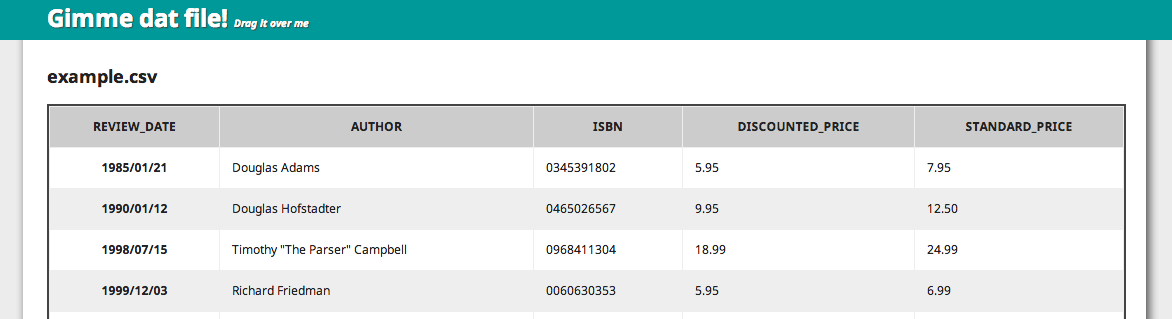 Gimme dat file! Drag it over me
example.csv
REVIEW_DATE AUTHOR ISBN DISCOUNTED_PRICE STANDARD_PRICE
1985/01/21 Douglas Adams 0345391802 5.95 7.95
1990/01/12 Douglas Hofstadter 0465026567 9.95 12.50
1998/07/15 Timothy "The Parser" Campbell 0968411304 18.99 24.99
1999/12/03 Richard Friedman 0060630353 5.95 6.99